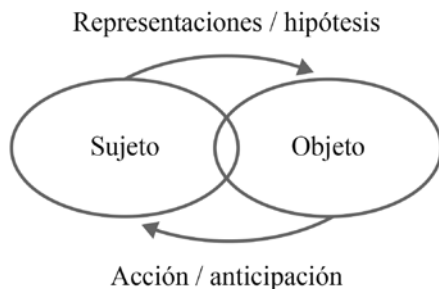 Representaciones / hipótesis
Sujeto
Objeto
Acción / anticipación